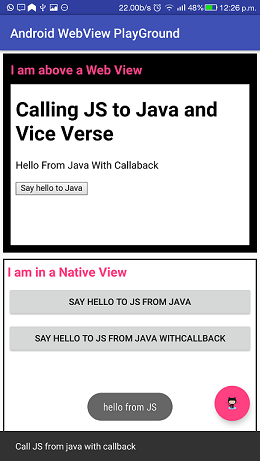 22.00b/s 48% 12:26 p.m.
Android WebView PlayGround
I am above a Web View
Calling JS to Java and
Vice Verse
Hello From Java With Callaback
Say hello to Java
I am in a Native View
SAY HELLO TO JS FROM JAVA
SAY HELLO TO JS FROM JAVA WITHCALLBACK
hello from JS
Call JS from java with callback